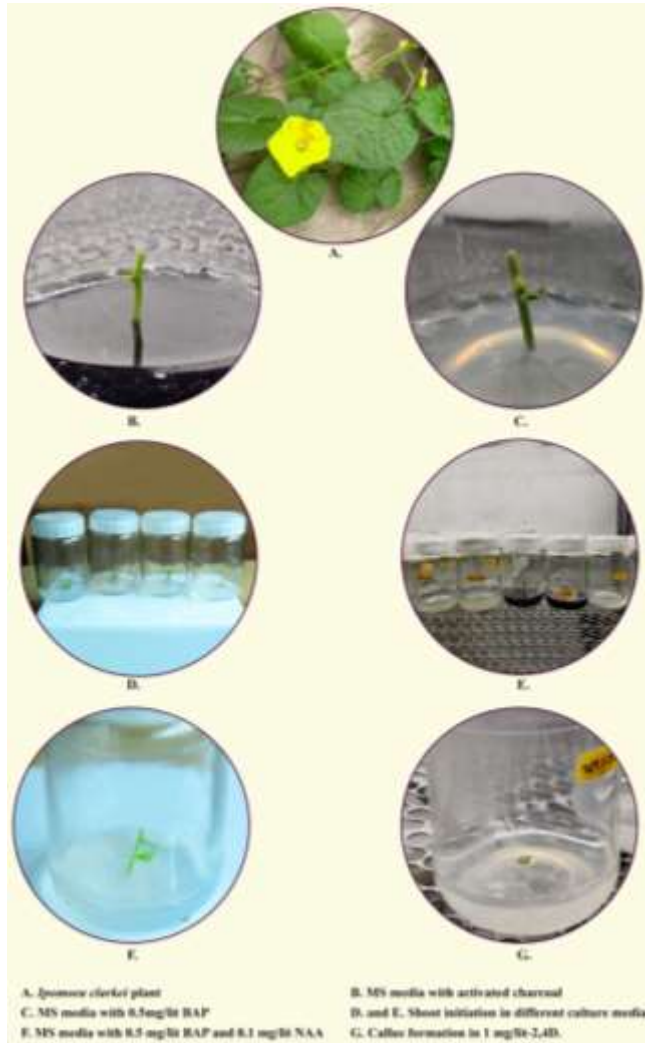 A.
B.
C.
D.
E.
F.
G.
A. Ipomoea clarkei plant
B. MS media with activated charcoal
C. MS media with 0.5mg/lit BAP
D. and E. Shoot initiation in different culture media
F. MS media with 0.5 mg/lit BAP and 0.1 mg/lit NAA
G. Callus formation in 1 mg/lit-2,4D.